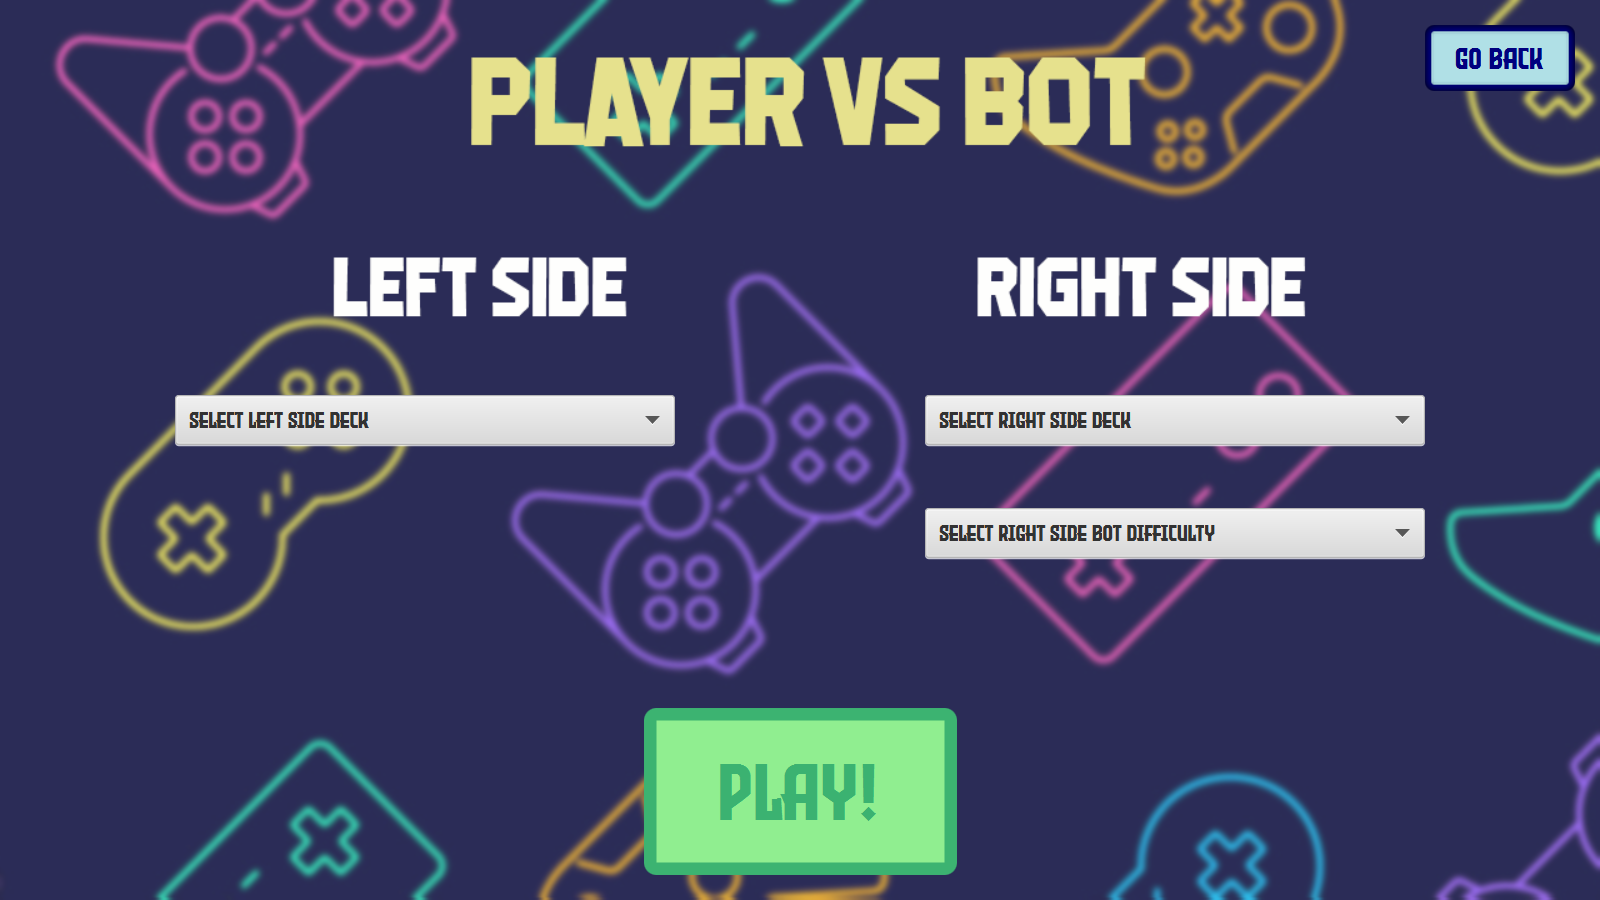 PLAYER VS BOT
GO BACK
LEFT SIDE
RIGHT SIDE
SELECT LEFT SIDE DECK
SELECT RIGHT SIDE DECK
SELECT RIGHT SIDE BOT DIFFICULTY
PLAY!